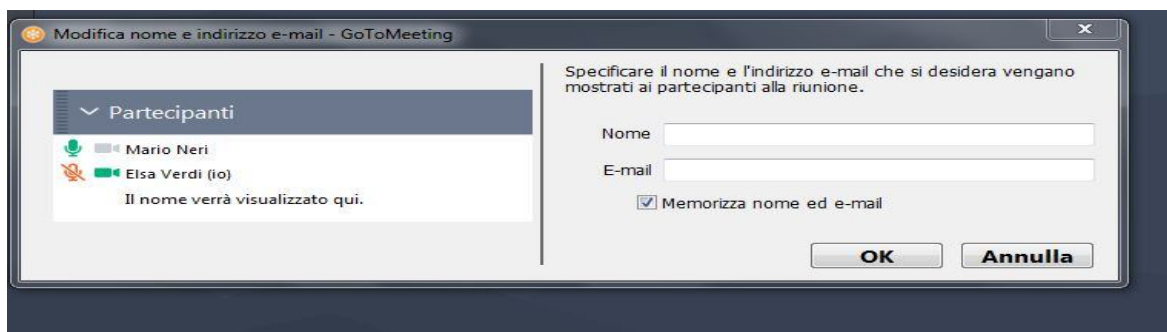 Modifica nome e indirizzo e-mail - GoToMeeting
x
Partecipanti
Mario Neri
Elsa Verdi (io)
Il nome verrà visualizzato qui.
Specificare il nome e l'indirizzo e-mail che si desidera vengano
mostrati ai partecipanti alla riunione.
Nome
E-mail
Memorizza nome ed e-mail
OK
Annulla